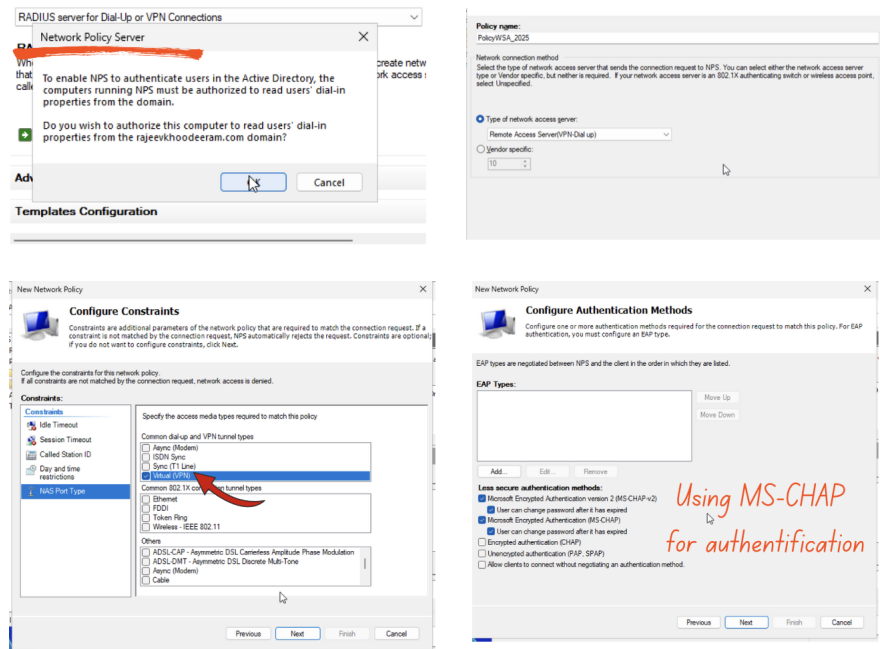 RADIUS server for Dial-Up or VPN Connections
Network Policy Server
To enable NPS to authenticate users in the Active Directory, the
computers running NPS must be authorized to read users' dial-in
properties from the domain.
Do you wish to authorize this computer to read users' dial-in
properties from the rajeevkhoodeeram.com domain?
Cancel
create netw
Templates Configuration
Policy name:
PolicyWSA_2025
Network connection method
Select the type of network access server that sends the connection request to NPS. You can select either the network access server
type or Vendor specific, but neither is required. If your network access server is an 802.1X authenticating switch or wireless access point,
select Unspecified.
Type of network access server:
Remote Access Server(VPN-Dial up)
Vendor specific:
10
New Network Policy
Configure Constraints
Constraints are additional parameters of the network policy that are required to match the connection request. If a
constraint is not matched by the connection request, NPS automatically rejects the request. Constraints are optional;
if you do not want to configure constraints, click Next.
Configure the constraints for this network policy.
If all constraints are not matched by the connection request, network access is denied.
Constraints:
Constraints
Idle Timeout
Session Timeout
Called Station ID
Day and time
restrictions
NAS Port Type
Specify the access media types required to match this policy
Common dial-up and VPN tunnel types
Async (Modem)
ISDN Sync
Sync (T1 Line)
Virtual (VPN)
Common 802.1X connection tunnel types
Ethernet
FDDI
Token Ring
Wireless - IEEE 802.11
Others
ADSL-CAP - Asymmetric DSL Carrierless Amplitude Phase Modulation
ADSL-DMT - Asymmetric DSL Discrete Multi-Tone
Async (Modem)
Cable
Previous
Next
Finish
Cancel
New Network Policy
Configure Authentication Methods
Configure one or more authentication methods required for the connection request to match this policy. For EAP
authentication, you must configure an EAP type.
EAP types are negotiated between NPS and the client in the order in which they are listed.
EAP Types:
Move Up
Move Down
Add...
Edit...
Remove
Less secure authentication methods:
Microsoft Encrypted Authentication version 2 (MS-CHAP-v2)
User can change password after it has expired
Microsoft Encrypted Authentication (MS-CHAP)
User can change password after it has expired
Encrypted authentication (CHAP)
Unencrypted authentication (PAP, SPAP)
Allow clients to connect without negotiating an authentication method.
Using MS-CHAP
for authentification
Previous
Next
Finish
Cancel